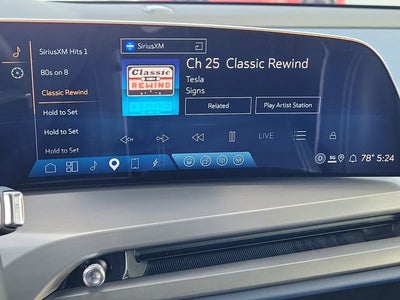 SiriusXM Hits 1
80s on 8
Classic Rewind
Hold to Set
Hold to Set
Hold to Set
SiriusXM
Classic
REWIND
Ch 25 Classic Rewind
Tesla
Signs
Related
Play Artist Station
LIVE
5G
78° 5:24